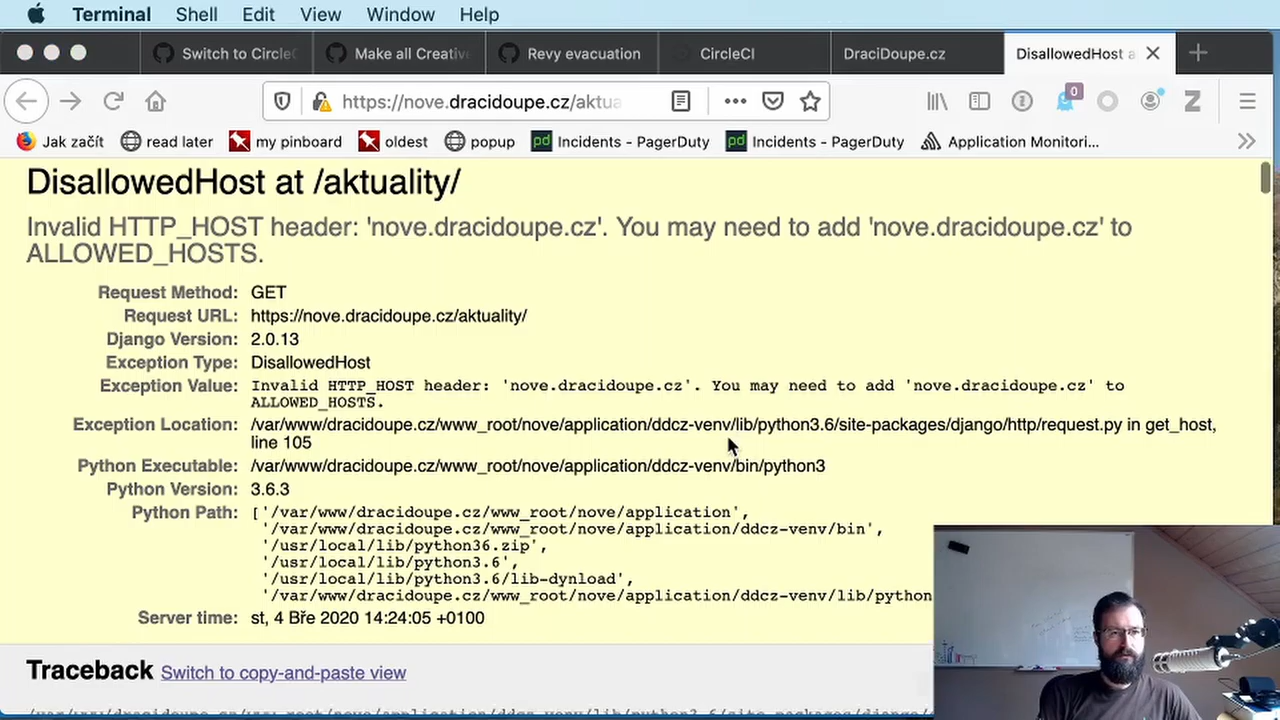 Terminal Shell Edit View Window Help
Switch to CircleC Make all Creativ Revy evacuation CircleCI DraciDoupe.cz DisallowedHost a
https://nove.dracidoupe.cz/aktua
0
Jak začít read later my pinboard oldest popup pd Incidents - PagerDuty pd Incidents - PagerDuty Application Monitori...
DisallowedHost at /aktuality/
Invalid HTTP_HOST header: 'nove.dracidoupe.cz'. You may need to add 'nove.dracidoupe.cz' to
ALLOWED_HOSTS.
Request Method: GET
Request URL: https://nove.dracidoupe.cz/aktuality/
Django Version: 2.0.13
Exception Type: DisallowedHost
Exception Value: Invalid HTTP_HOST header: 'nove.dracidoupe.cz'. You may need to add 'nove.dracidoupe.cz' to
ALLOWED_HOSTS.
Exception Location: /var/www/dracidoupe.cz/www_root/nove/application/ddcz-venv/lib/python3.6/site-packages/django/http/request.py in get_host,
line 105
Python Executable: /var/www/dracidoupe.cz/www_root/nove/application/ddcz-venv/bin/python3
Python Version: 3.6.3
Python Path: ['/var/www/dracidoupe.cz/www_root/nove/application',
'/var/www/dracidoupe.cz/www_root/nove/application/ddcz-venv/bin',
'/usr/local/lib/python36.zip',
'/usr/local/lib/python3.6',
'/usr/local/lib/python3.6/lib-dynload',
'/var/www/dracidoupe.cz/www_root/nove/application/ddcz-venv/lib/python
Server time: st, 4 Bře 2020 14:24:05 +0100
Traceback Switch to copy-and-paste view